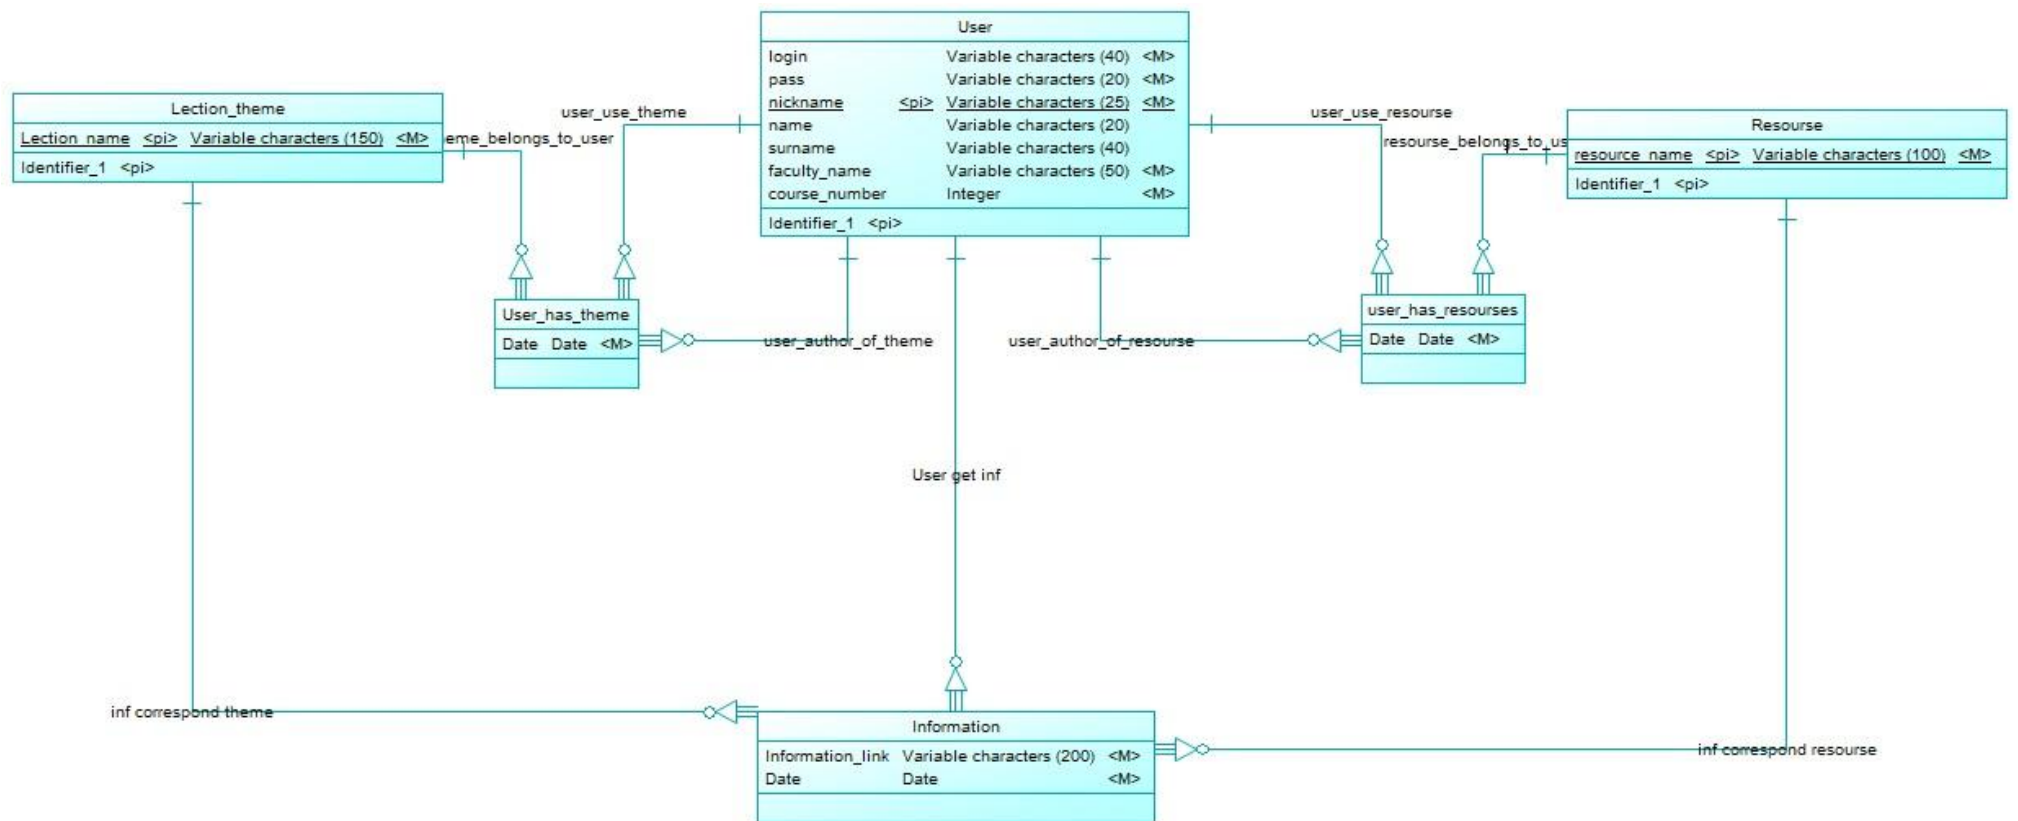 User
login Variable characters (40) <M>
pass Variable characters (20) <M>
nickname <pi> Variable characters (25) <M>
name Variable characters (20)
surname Variable characters (40)
faculty_name Variable characters (50) <M>
course_number Integer <M>
Identifier_1 <pi>
Lection_theme
Lection_name <pi> Variable characters (150) <M>
Identifier_1 <pi>
eme_belongs_to_user
user_use_theme
user_use_resourse
resourse_belongs_to_us
Resourse
resource_name <pi> Variable characters (100) <M>
Identifier_1 <pi>
User_has_theme
Date Date <M>
user_author_of_theme
user_author_of_resourse
user_has_resourses
Date Date <M>
User get inf
inf correspond theme
Information
Information_link Variable characters (200) <M>
Date Date <M>
inf correspond resourse